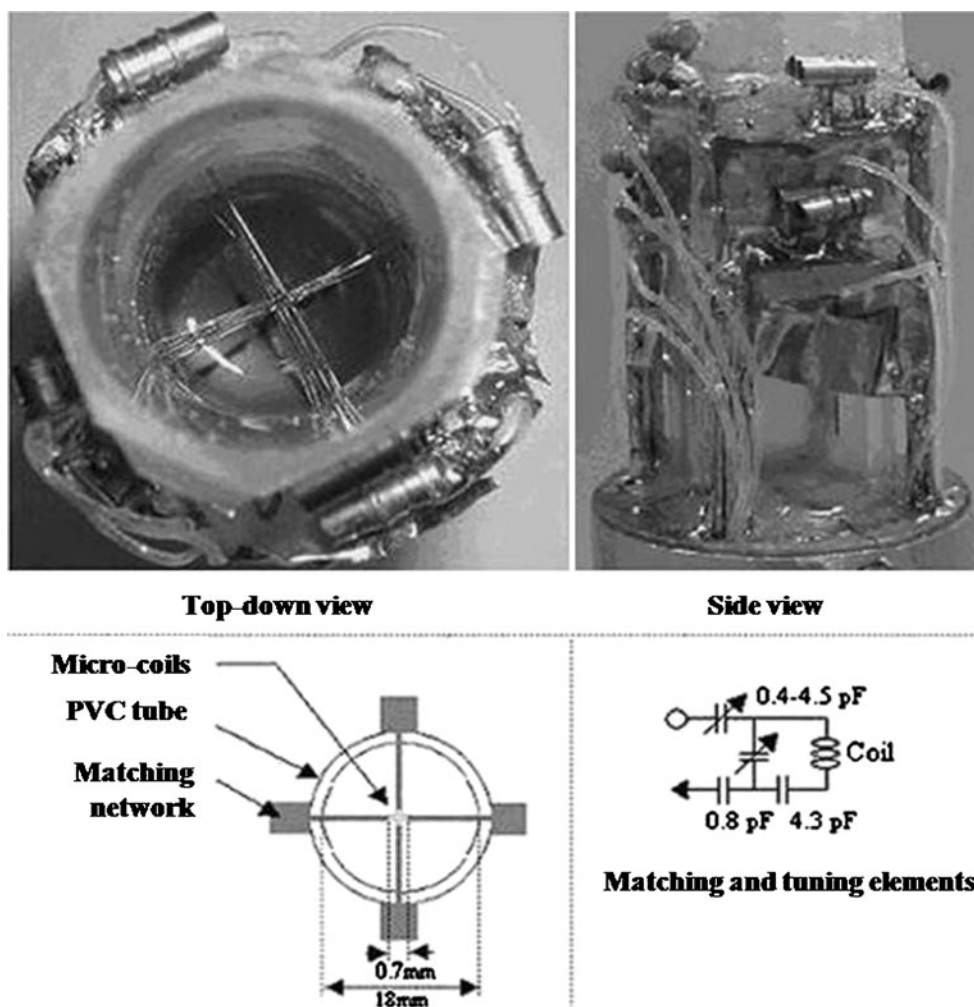 Top-down view
Side view
Micro-coils
PVC tube
Matching
network
0.7mm
18mm
0.4-4.5 pF
Coil
0.8 pF
4.3 pF
Matching and tuning elements